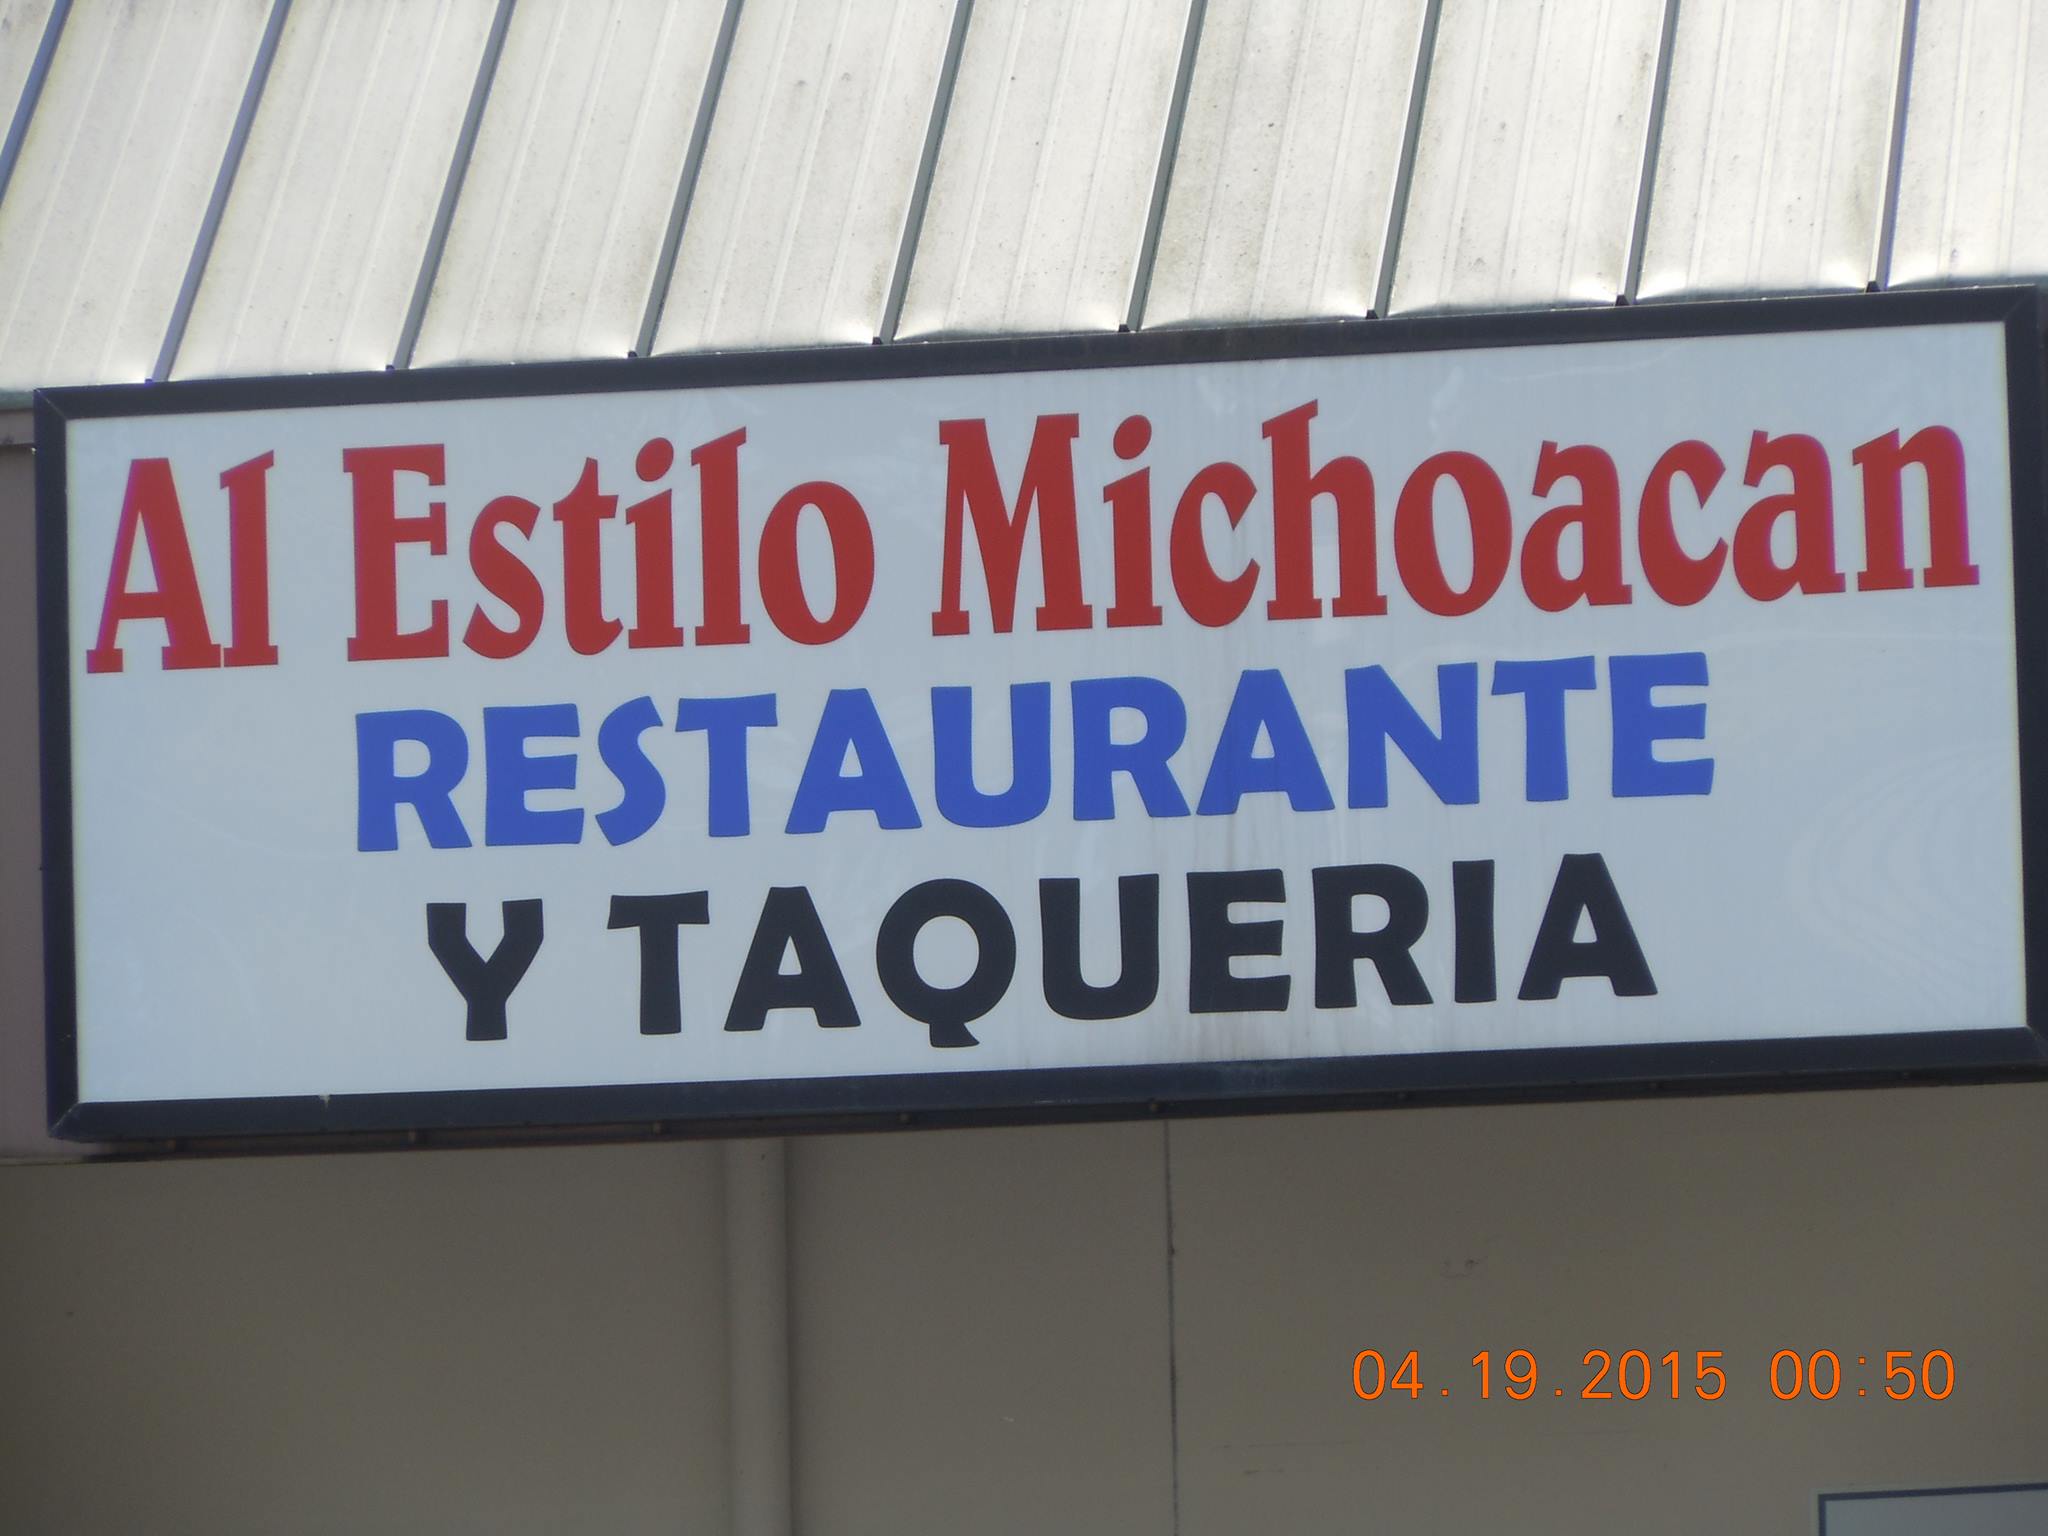 Al Estilo Michoacan
RESTAURANTE
Y TAQUERIA
04.19.2015 00:50